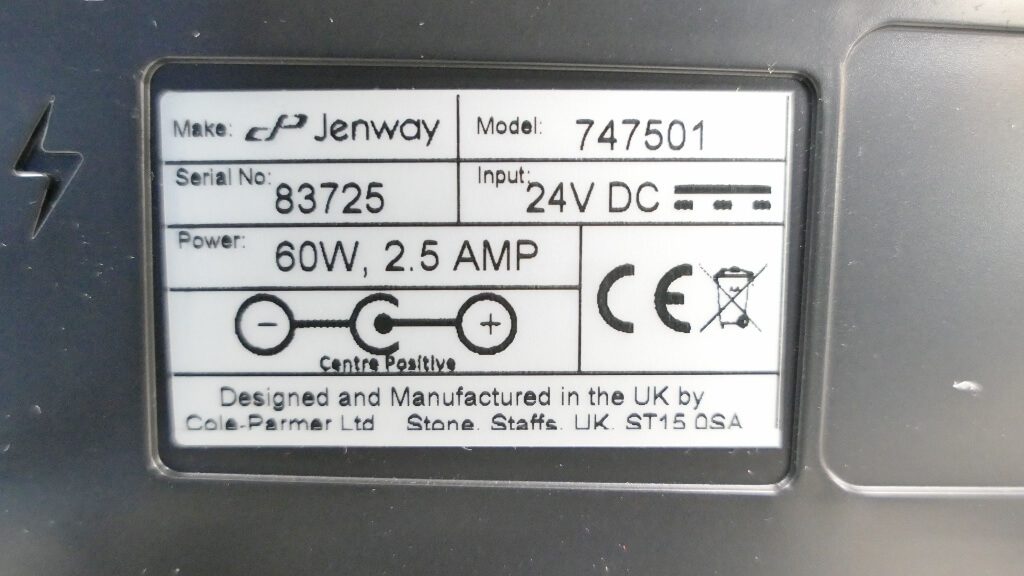 Make: Jenway Model: 747501
Serial No: 83725 Input: 24V DC
Power: 60W, 2.5 AMP
− +
Centre Positive
CE
Designed and Manufactured in the UK by
Cole-Parmer Ltd Stone, Staffs, UK, ST15 0SA